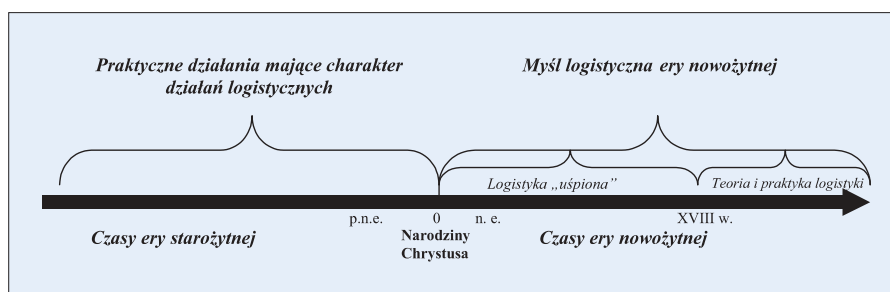 Praktyczne działania mające charakter
działań logistycznych
Myśl logistyczna ery nowożytnej
Logistyka „uśpiona”
Teoria i praktyka logistyki
p.n.e.
0
n. e.
XVIII w.
Narodziny
Chrystusa
Czasy ery starożytnej
Czasy ery nowożytnej